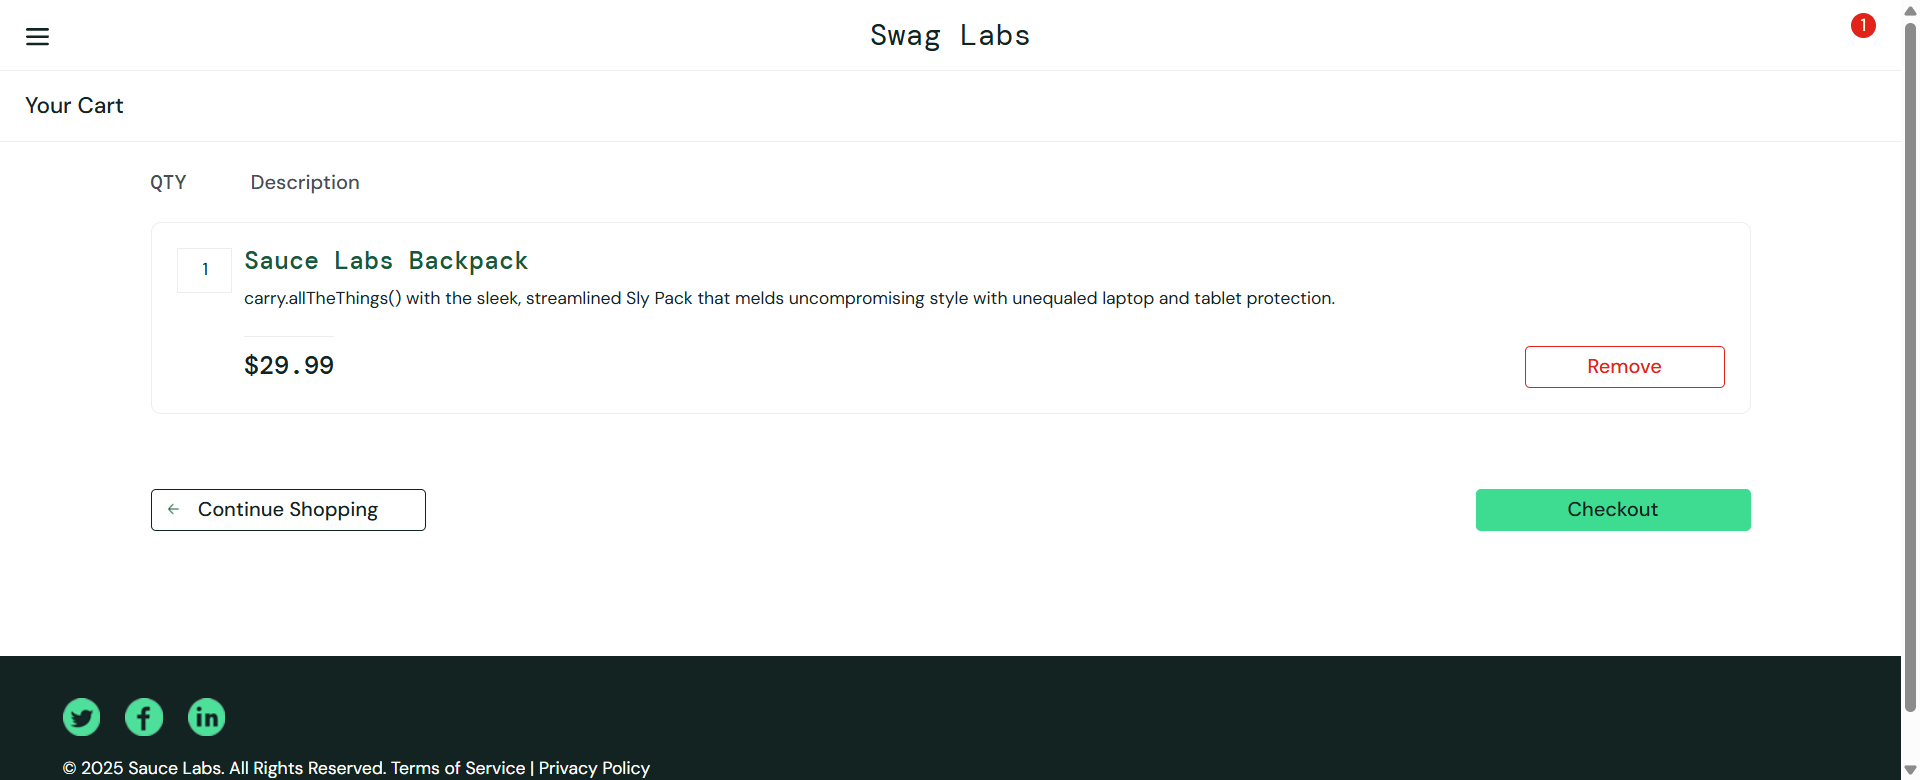 Swag Labs
1
Your Cart
QTY Description
1
Sauce Labs Backpack
carry.allTheThings() with the sleek, streamlined Sly Pack that melds uncompromising style with unequaled laptop and tablet protection.
$29.99
Remove
Continue Shopping
Checkout
© 2025 Sauce Labs. All Rights Reserved. Terms of Service | Privacy Policy